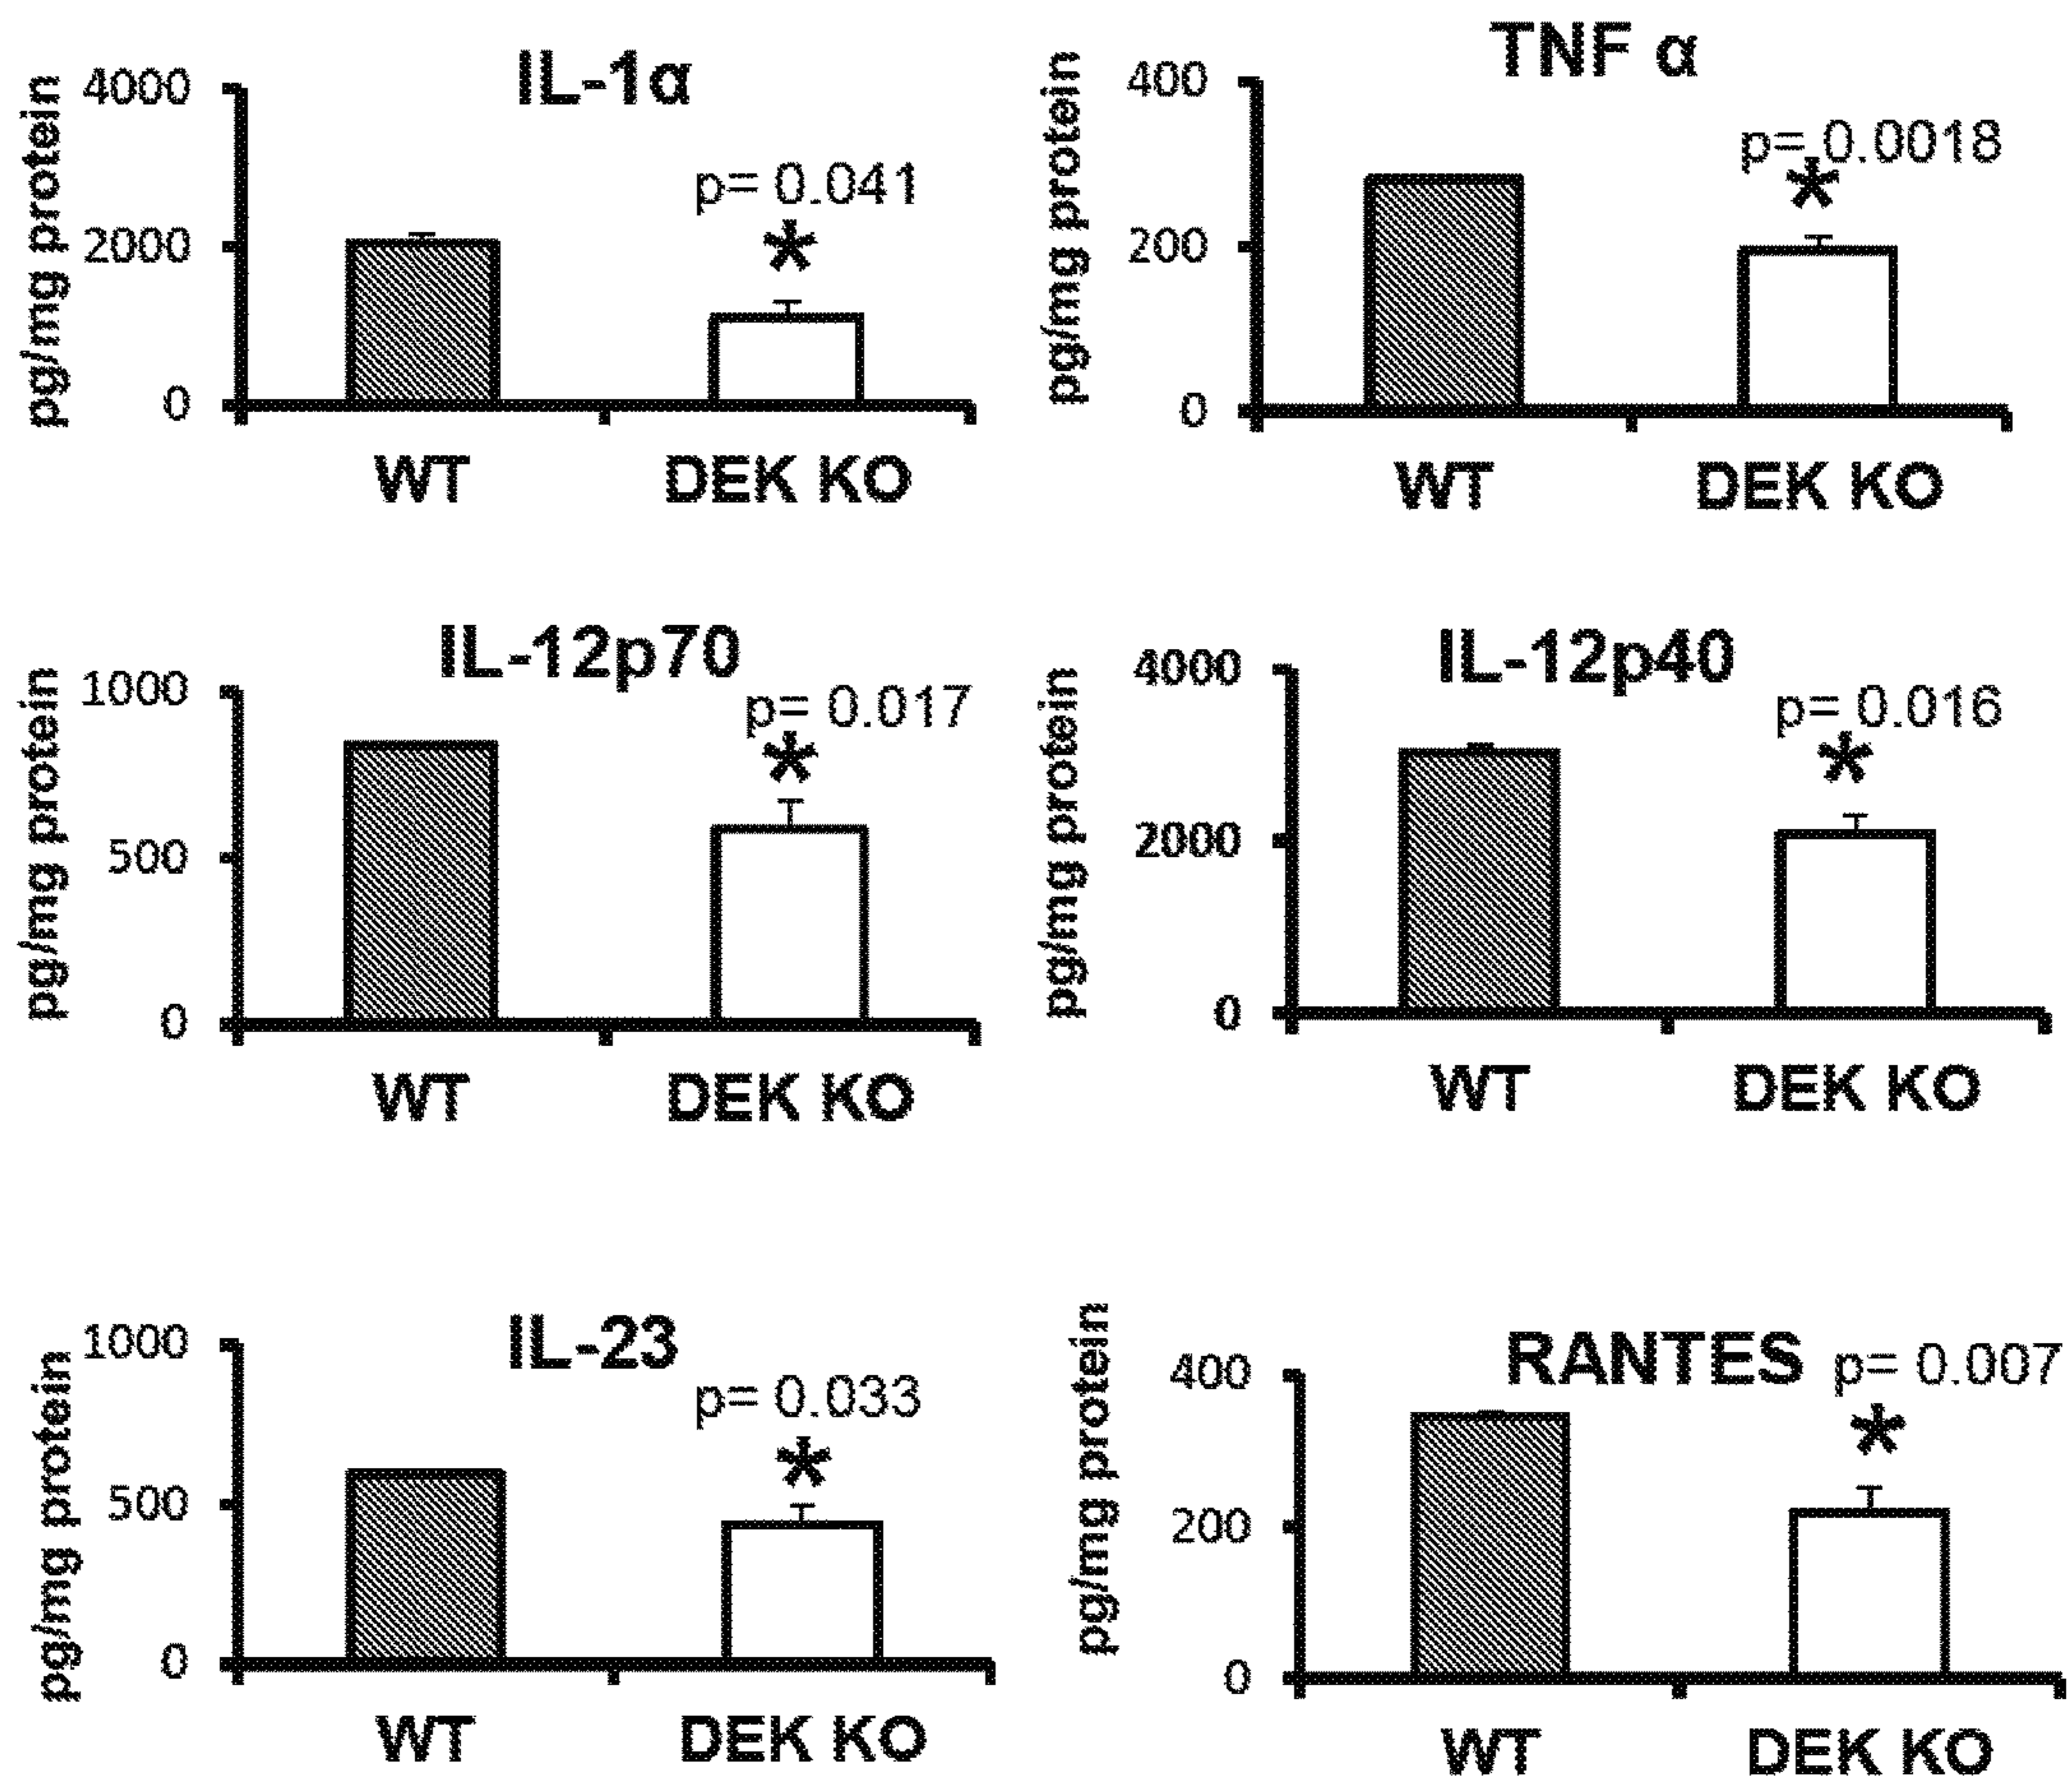 IL-1α
pg/mg protein
4000
2000
0
p= 0.041
*
WT DEK KO
TNF α
pg/mg protein
400
200
0
p= 0.0018
*
WT DEK KO
IL-12p70
pg/mg protein
1000
500
0
p= 0.017
*
WT DEK KO
IL-12p40
pg/mg protein
4000
2000
0
p= 0.016
*
WT DEK KO
IL-23
pg/mg protein
1000
500
0
p= 0.033
*
WT DEK KO
RANTES
pg/mg protein
400
200
0
p= 0.007
*
WT DEK KO